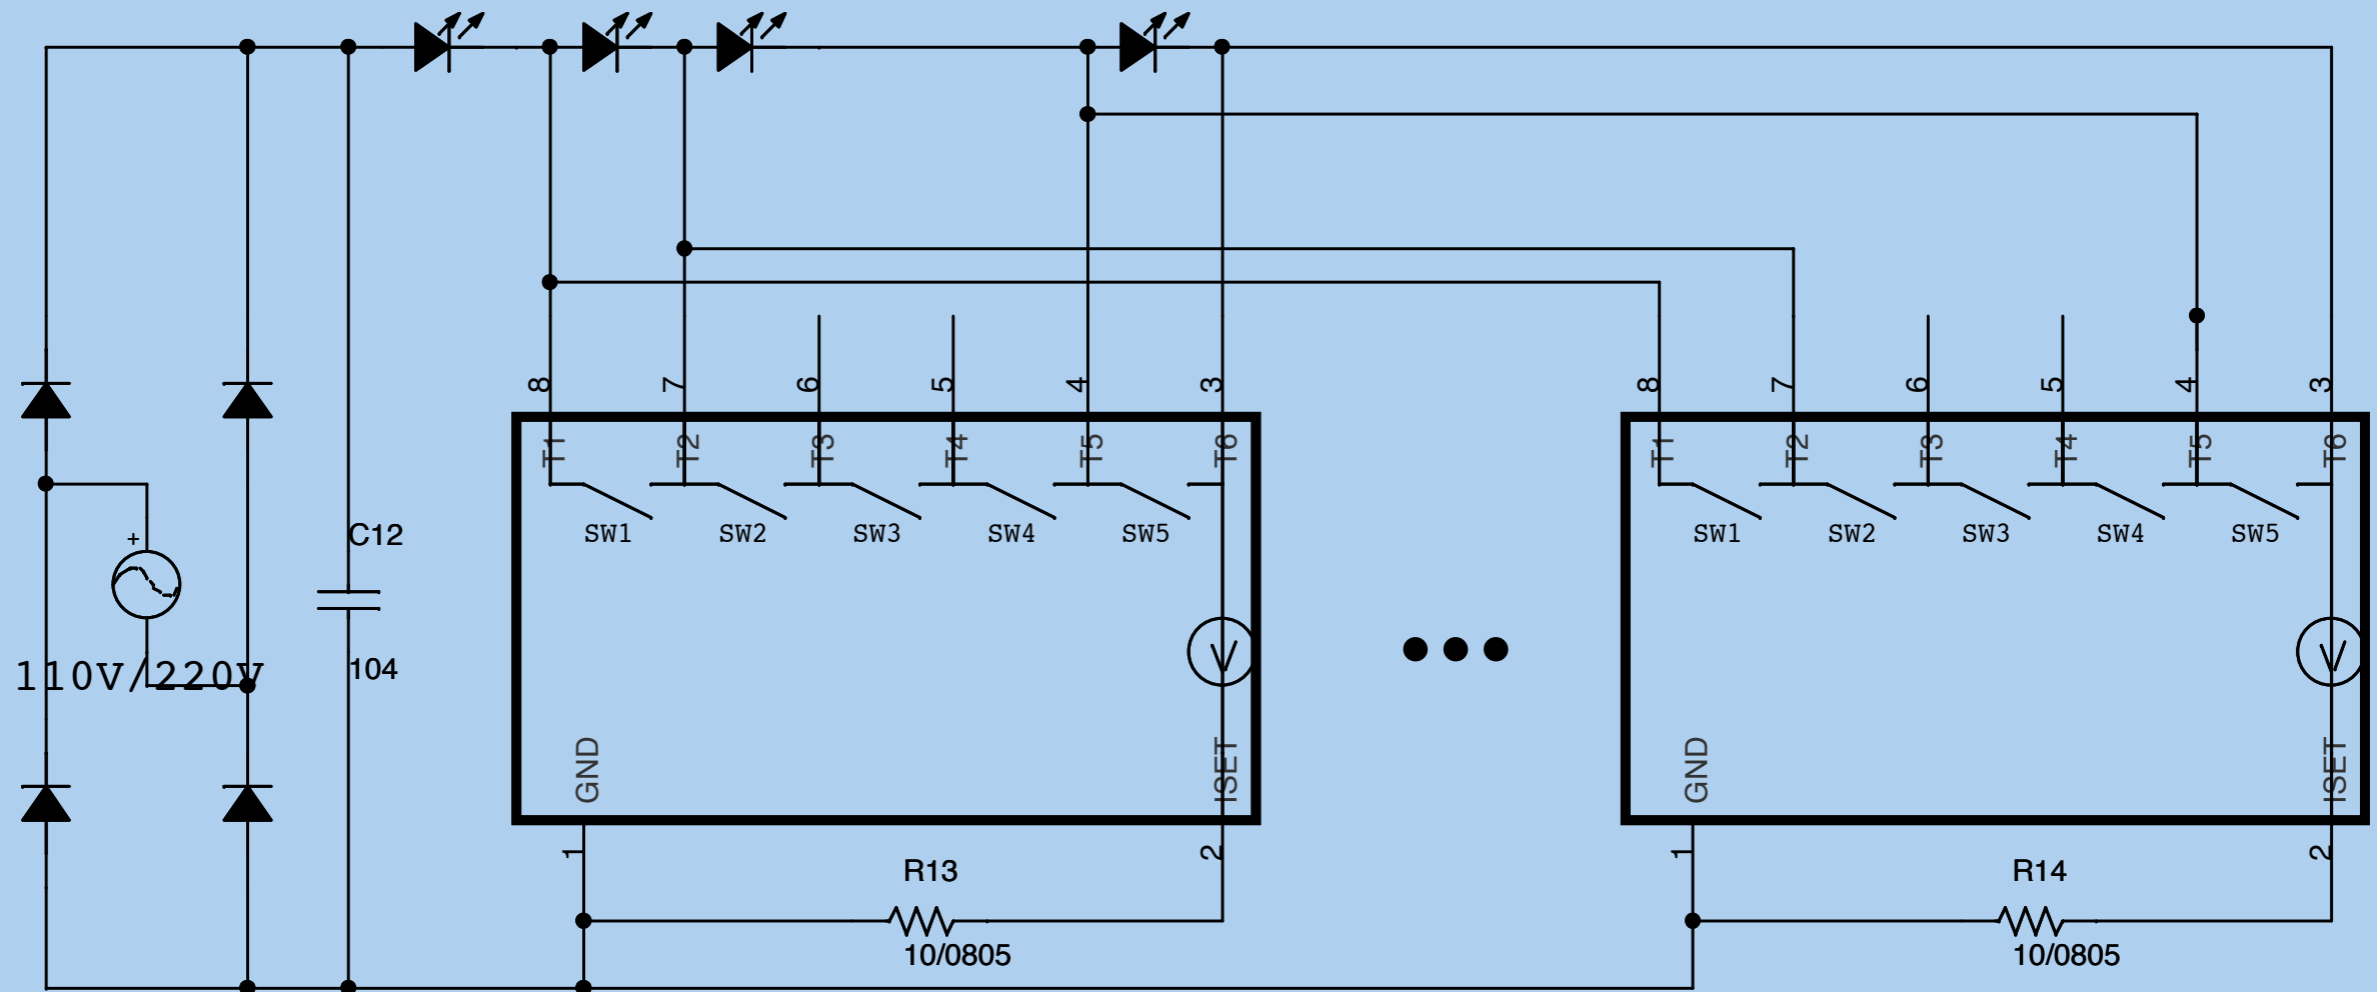 8 7 6 5 4 3
8 7 6 5 4 3
T1 T2 T3 T4 T5 T6
T1 T2 T3 T4 T5 T6
SW1 SW2 SW3 SW4 SW5
SW1 SW2 SW3 SW4 SW5
+
C12
110V/220V
104
GND
ISET
GND
ISET
1
2
1
2
R13
R14
10/0805
10/0805